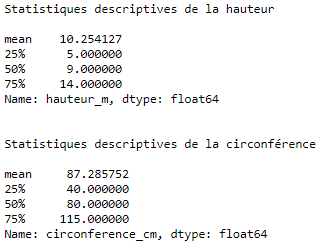 Statistiques descriptives de la hauteur
mean    10.254127
25%      5.000000
50%      9.000000
75%     14.000000
Name: hauteur_m, dtype: float64
Statistiques descriptives de la circonférence
mean     87.285752
25%      40.000000
50%      80.000000
75%     115.000000
Name: circonference_cm, dtype: float64